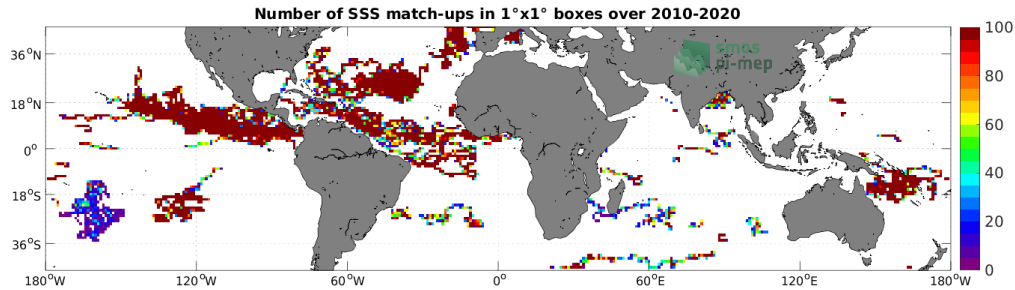 Number of SSS match-ups in 1°x1° boxes over 2010-2020
smos
pi-mep
36°N
18°N
0°
18°S
36°S
180°W
120°W
60°W
0°
60°E
120°E
180°W
100
80
60
40
20
0